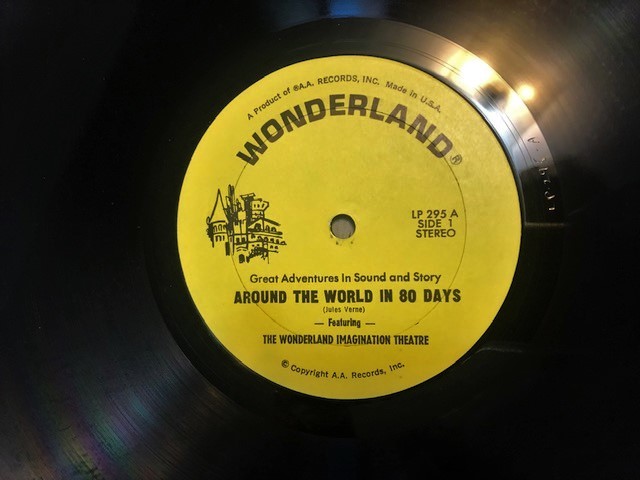 A Product of ®A.A. RECORDS, INC. Made in U.S.A.
WONDERLAND®
LP 295 A
SIDE 1
STEREO
Great Adventures In Sound and Story
AROUND THE WORLD IN 80 DAYS
(Jules Verne)
— Featuring —
THE WONDERLAND IMAGINATION THEATRE
© Copyright A.A. Records, Inc.